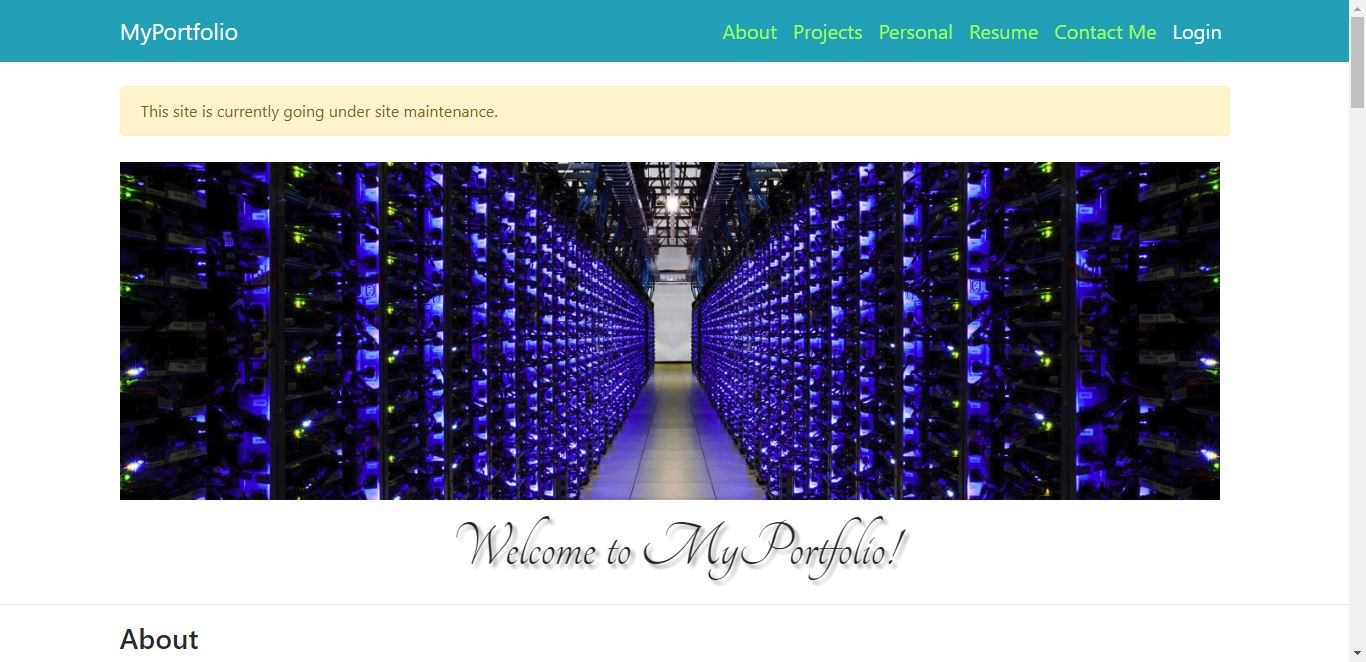 MyPortfolio About Projects Personal Resume Contact Me Login
This site is currently going under site maintenance.
Welcome to MyPortfolio!
About